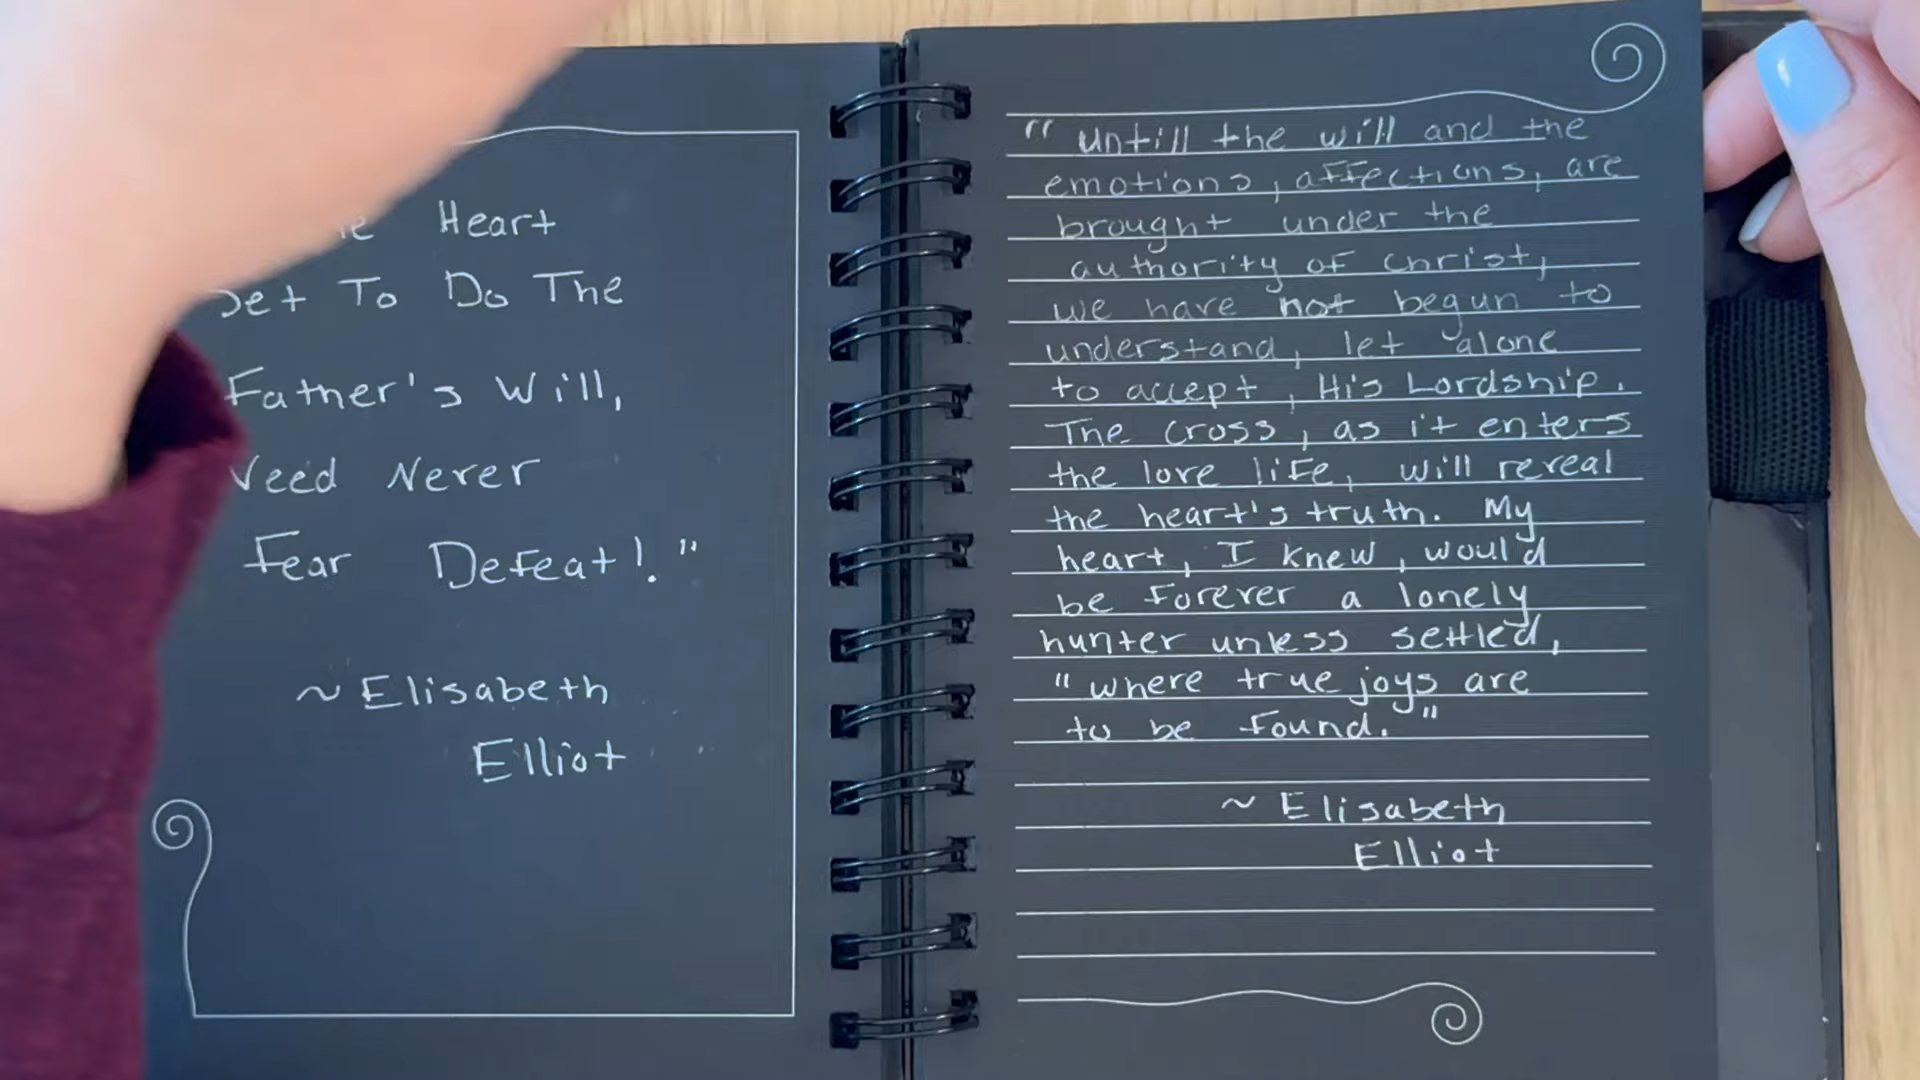 Heart
Set To Do The
Father's Will,
Need Never
Fear Defeat!."
~ Elisabeth
Elliot
" untill the will and the
emotions, affections, are
brought under the
authority of Christ,
we have not begun to
understand, let alone
to accept, His Lordship.
The cross, as it enters
the love life, will reveal
the heart's truth. My
heart, I knew, would
be forever a lonely
hunter unless settled,
"where true joys are
to be found."
~ Elisabeth
Elliot